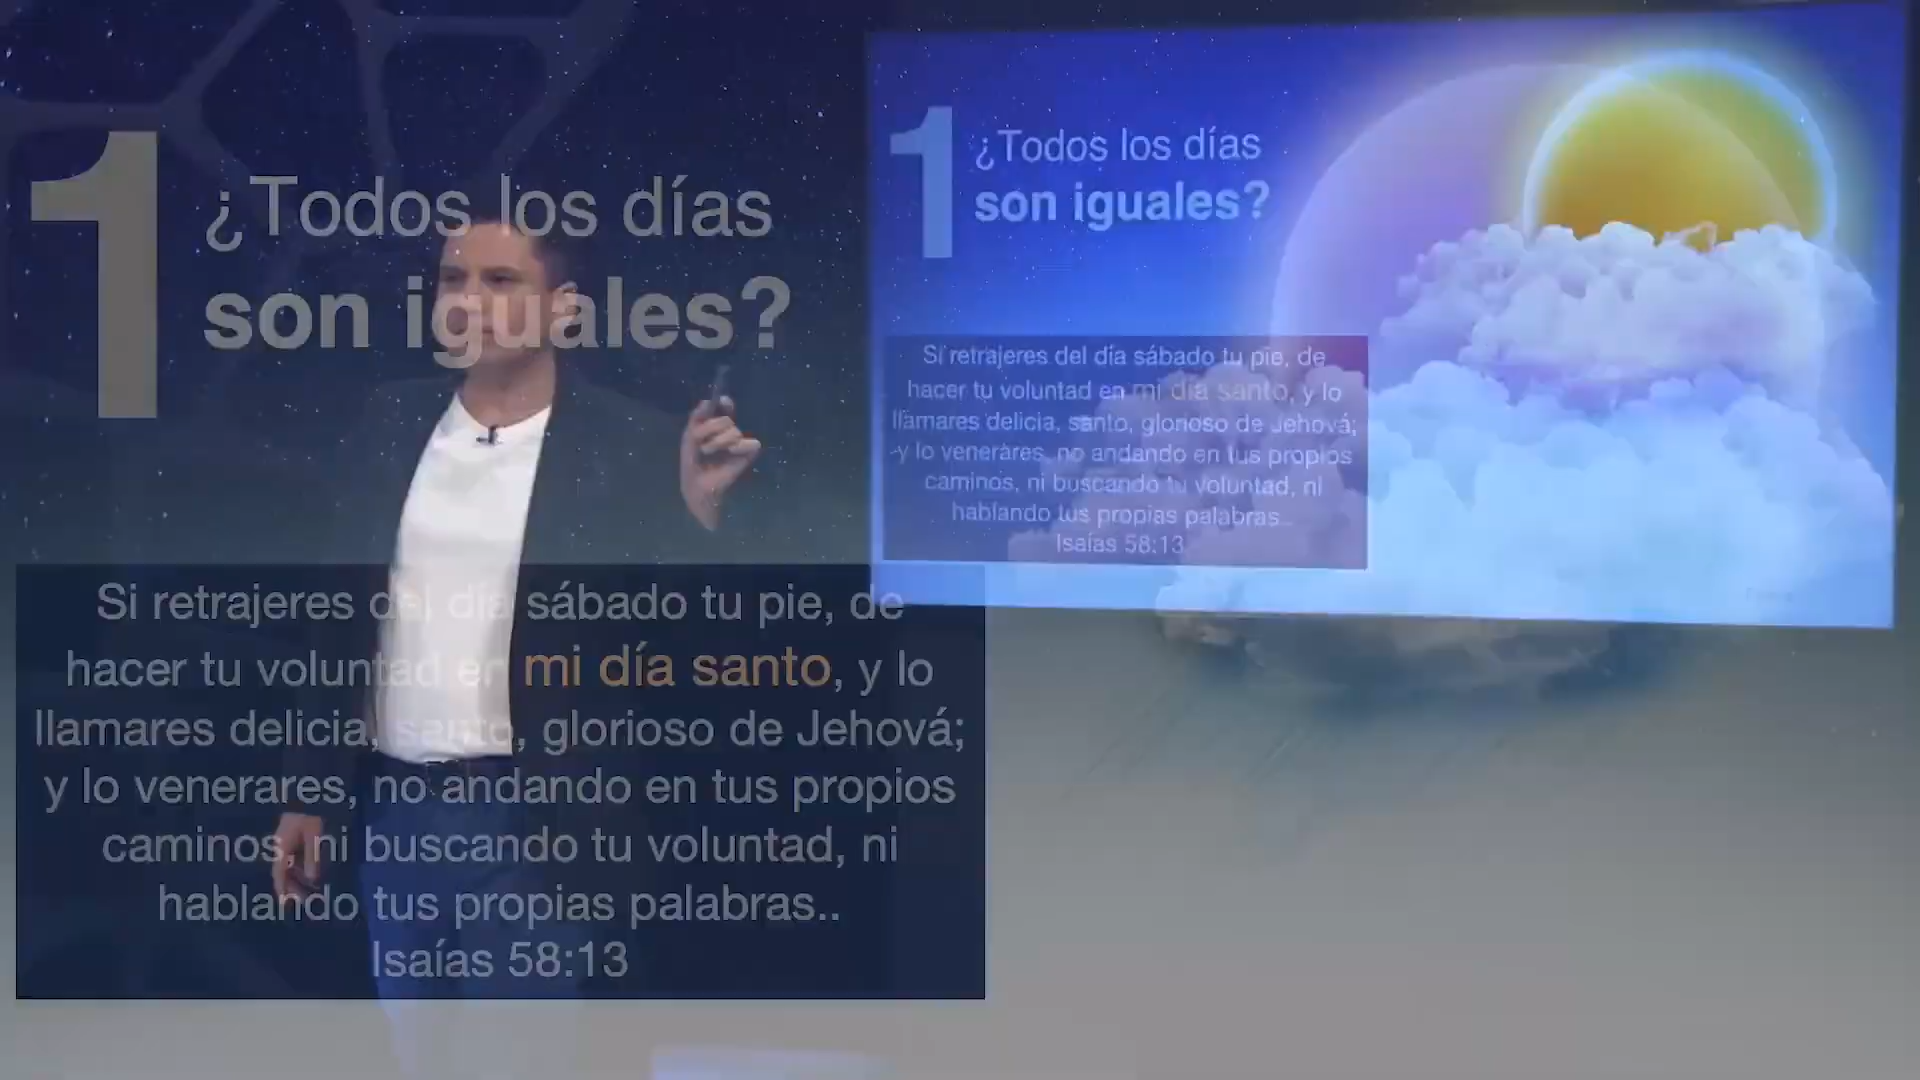 1
¿Todos los días
son iguales?
Si retrajeres del día sábado tu pie, de
hacer tu voluntad en mi día santo, y lo
llamares delicia, santo, glorioso de Jehová;
y lo venerares, no andando en tus propios
caminos, ni buscando tu voluntad, ni
hablando tus propias palabras..
Isaías 58:13
1
¿Todos los días
son iguales?
Si retrajeres del día sábado tu pie, de
hacer tu voluntad en mi día santo, y lo
llamares delicia, santo, glorioso de Jehová;
y lo venerares, no andando en tus propios
caminos, ni buscando tu voluntad, ni
hablando tus propias palabras..
Isaías 58:13